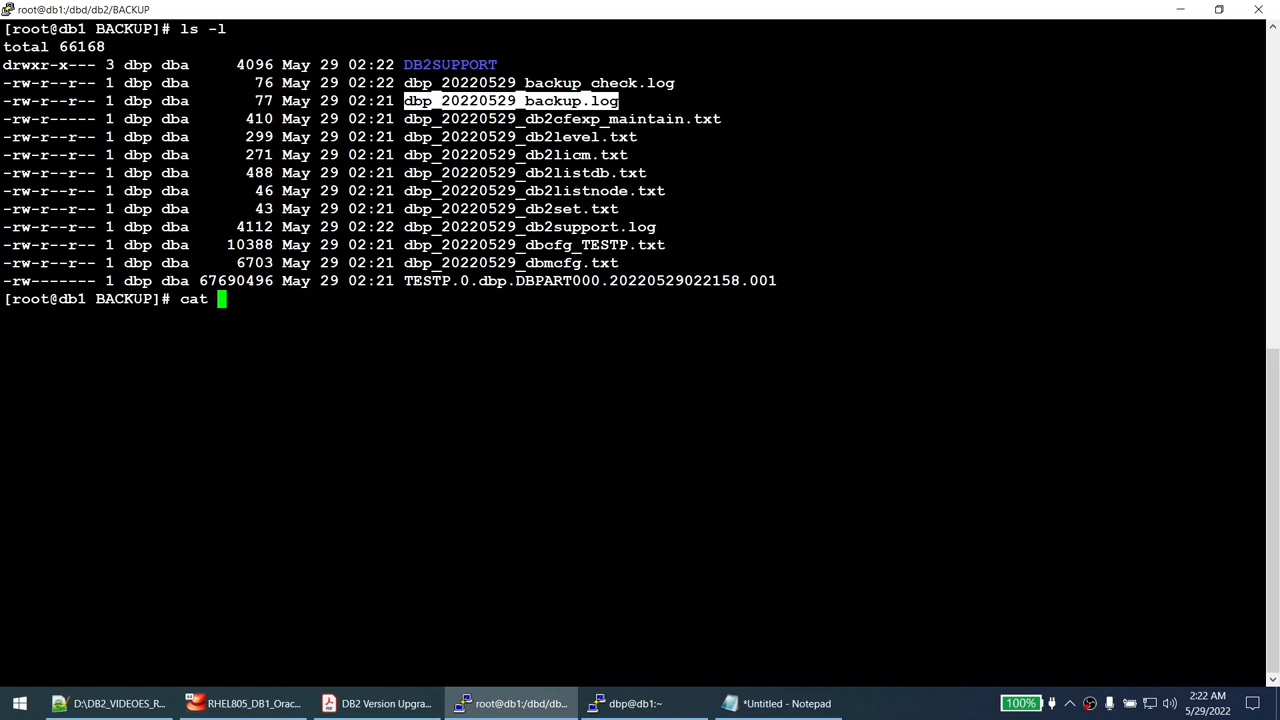 root@db1:/dbd/db2/BACKUP
[root@db1 BACKUP]# ls -l
total 66168
drwxr-x--- 3 dbp dba     4096 May 29 02:22 DB2SUPPORT
-rw-r--r-- 1 dbp dba       76 May 29 02:22 dbp_20220529_backup_check.log
-rw-r--r-- 1 dbp dba       77 May 29 02:21 dbp_20220529_backup.log
-rw-r----- 1 dbp dba      410 May 29 02:21 dbp_20220529_db2cfexp_maintain.txt
-rw-r--r-- 1 dbp dba      299 May 29 02:21 dbp_20220529_db2level.txt
-rw-r--r-- 1 dbp dba      271 May 29 02:21 dbp_20220529_db2licm.txt
-rw-r--r-- 1 dbp dba      488 May 29 02:21 dbp_20220529_db2listdb.txt
-rw-r--r-- 1 dbp dba       46 May 29 02:21 dbp_20220529_db2listnode.txt
-rw-r--r-- 1 dbp dba       43 May 29 02:21 dbp_20220529_db2set.txt
-rw-r--r-- 1 dbp dba     4112 May 29 02:22 dbp_20220529_db2support.log
-rw-r--r-- 1 dbp dba    10388 May 29 02:21 dbp_20220529_dbcfg_TESTP.txt
-rw-r--r-- 1 dbp dba     6703 May 29 02:21 dbp_20220529_dbmcfg.txt
-rw------- 1 dbp dba 67690496 May 29 02:21 TESTP.0.dbp.DBPART000.20220529022158.001
[root@db1 BACKUP]# cat
D:\DB2_VIDEOES_R...
RHEL805_DB1_Orac...
DB2 Version Upgra...
root@db1:/dbd/db...
dbp@db1:~
*Untitled - Notepad
100%
2:22 AM
5/29/2022